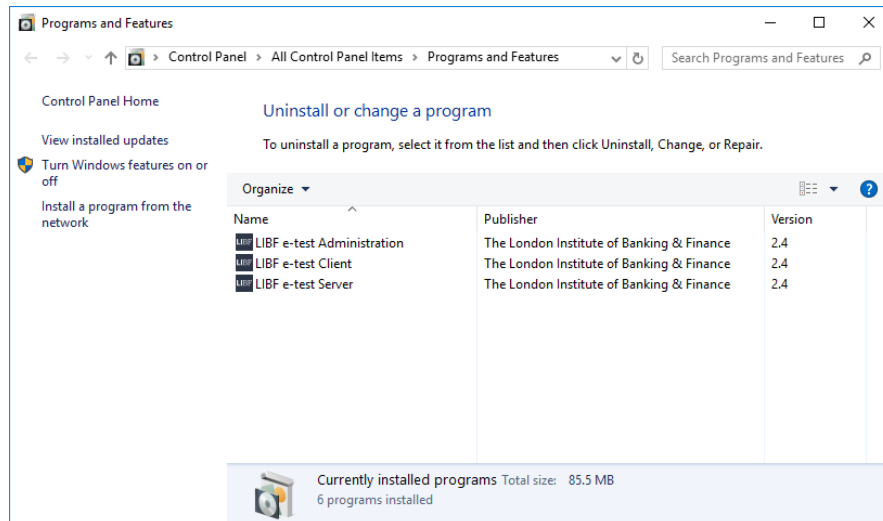 Programs and Features
Control Panel > All Control Panel Items > Programs and Features
Search Programs and Features
Control Panel Home
View installed updates
Turn Windows features on or
off
Install a program from the
network
Uninstall or change a program
To uninstall a program, select it from the list and then click Uninstall, Change, or Repair.
Organize
Name Publisher Version
LIBF LIBF e-test Administration The London Institute of Banking & Finance 2.4
LIBF LIBF e-test Client The London Institute of Banking & Finance 2.4
LIBF LIBF e-test Server The London Institute of Banking & Finance 2.4
Currently installed programs Total size: 85.5 MB
6 programs installed